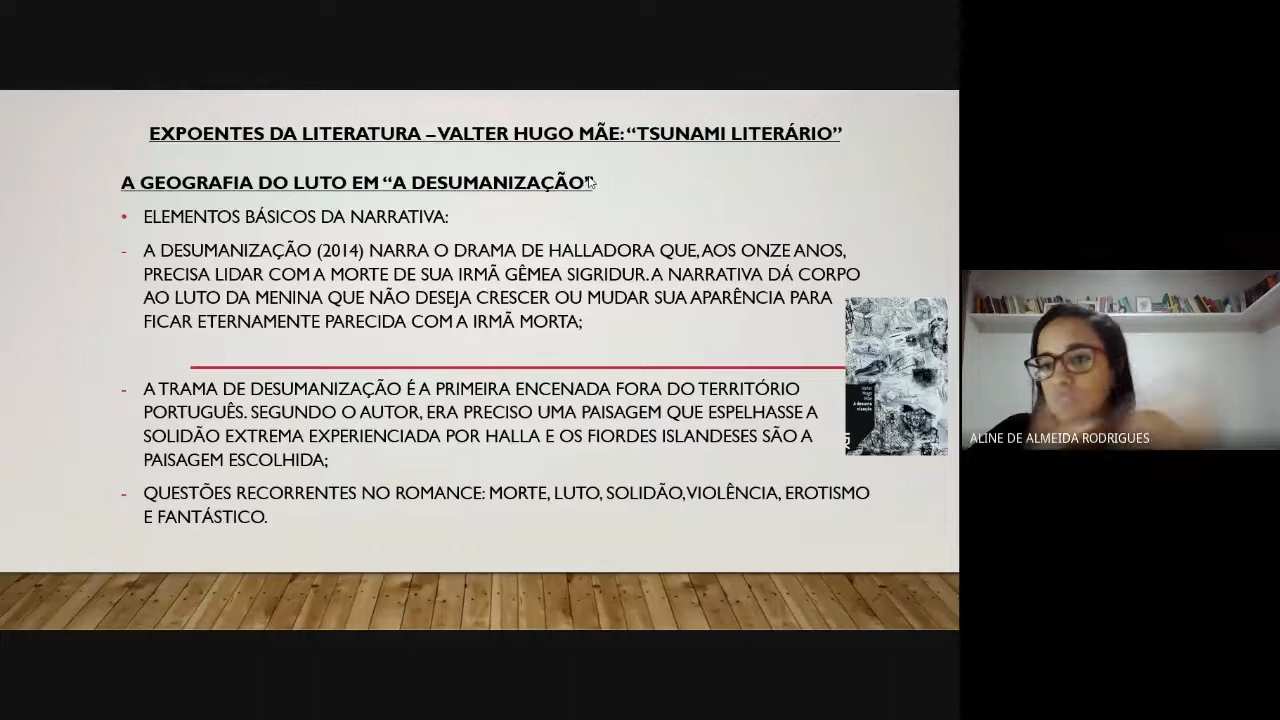 EXPOENTES DA LITERATURA – VALTER HUGO MÃE: “TSUNAMI LITERÁRIO”
A GEOGRAFIA DO LUTO EM “A DESUMANIZAÇÃO”
• ELEMENTOS BÁSICOS DA NARRATIVA:
- A DESUMANIZAÇÃO (2014) NARRA O DRAMA DE HALLADORA QUE, AOS ONZE ANOS,
PRECISA LIDAR COM A MORTE DE SUA IRMÃ GÊMEA SIGRIDUR. A NARRATIVA DÁ CORPO
AO LUTO DA MENINA QUE NÃO DESEJA CRESCER OU MUDAR SUA APARÊNCIA PARA
FICAR ETERNAMENTE PARECIDA COM A IRMÃ MORTA;
- A TRAMA DE DESUMANIZAÇÃO É A PRIMEIRA ENCENADA FORA DO TERRITÓRIO
PORTUGUÊS. SEGUNDO O AUTOR, ERA PRECISO UMA PAISAGEM QUE ESPELHASSE A
SOLIDÃO EXTREMA EXPERIENCIADA POR HALLA E OS FIORDES ISLANDESES SÃO A
PAISAGEM ESCOLHIDA;
- QUESTÕES RECORRENTES NO ROMANCE: MORTE, LUTO, SOLIDÃO, VIOLÊNCIA, EROTISMO
E FANTÁSTICO.
Valter
Hugo
Mãe
A desuma
nização
ALINE DE ALMEIDA RODRIGUES